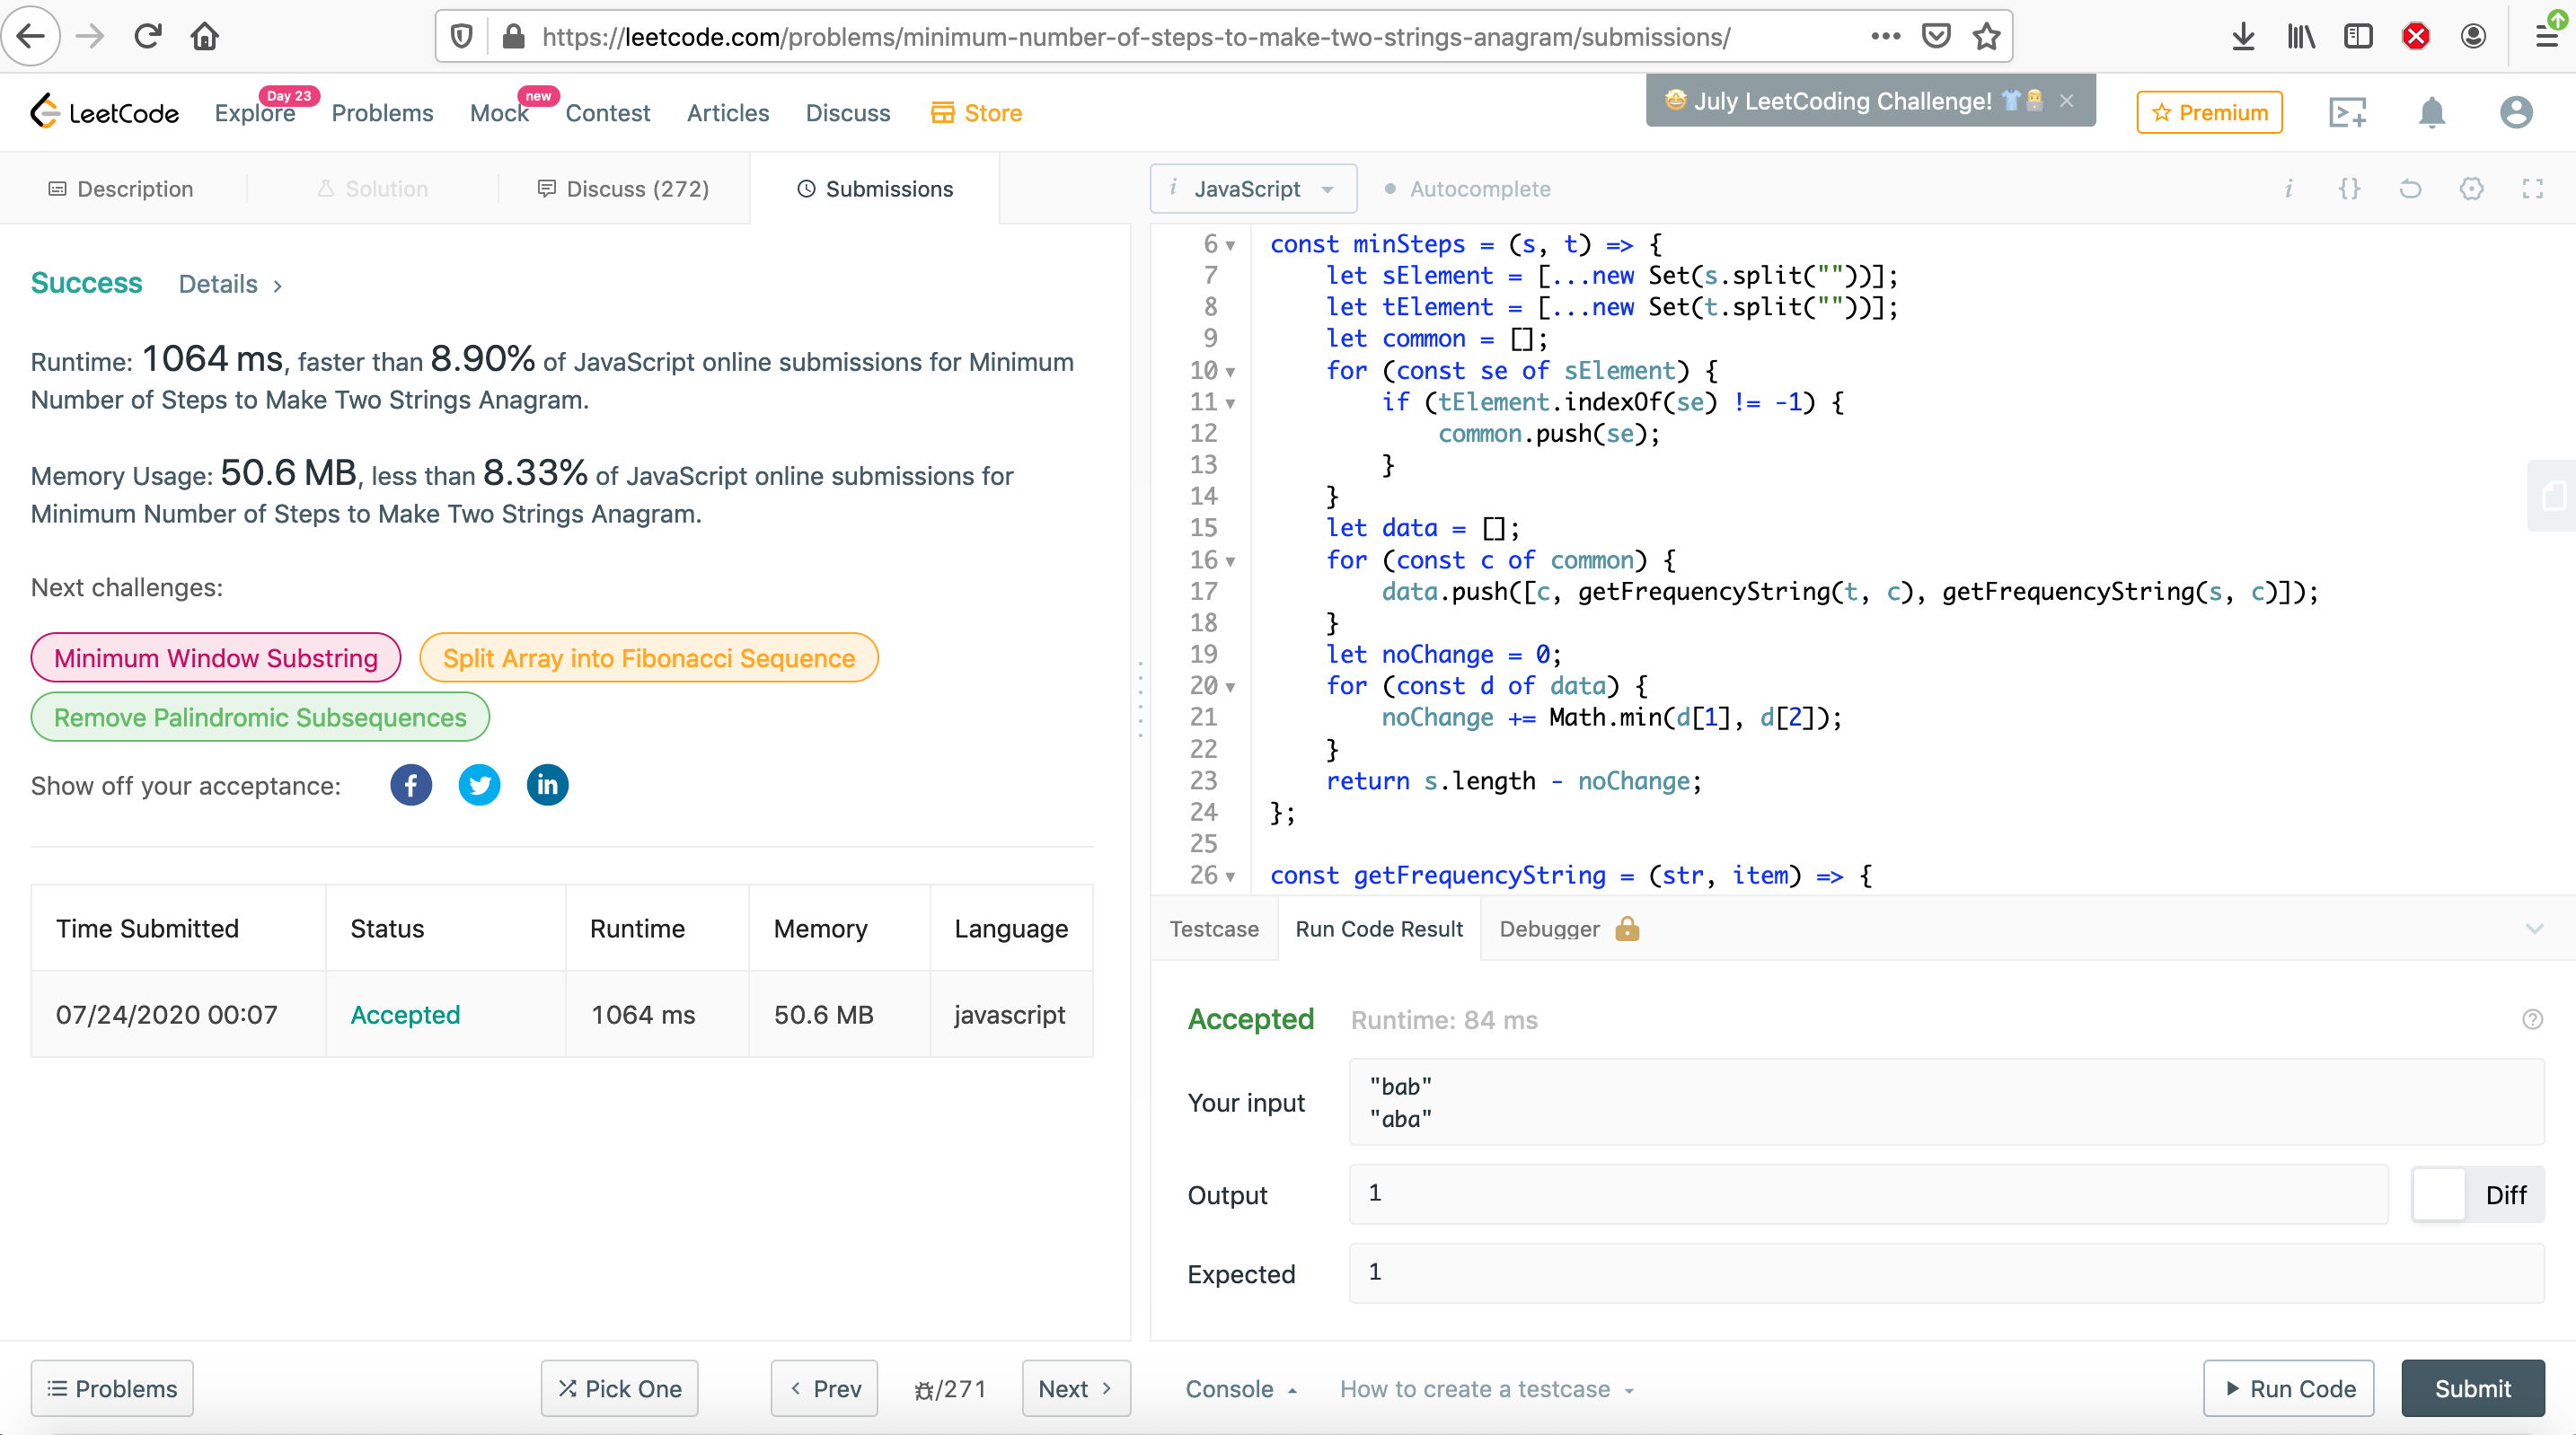 https://leetcode.com/problems/minimum-number-of-steps-to-make-two-strings-anagram/submissions/
LeetCode
Explore
Day 23
Problems
Mock
new
Contest
Articles
Discuss
Store
July LeetCoding Challenge!
Premium
Description
Solution
Discuss (272)
Submissions
Success
Details
Runtime: 1064 ms, faster than 8.90% of JavaScript online submissions for Minimum
Number of Steps to Make Two Strings Anagram.
Memory Usage: 50.6 MB, less than 8.33% of JavaScript online submissions for
Minimum Number of Steps to Make Two Strings Anagram.
Next challenges:
Minimum Window Substring
Split Array into Fibonacci Sequence
Remove Palindromic Subsequences
Show off your acceptance:
Time Submitted Status Runtime Memory Language
07/24/2020 00:07 Accepted 1064 ms 50.6 MB javascript
Problems
Pick One
Prev
/271
Next
JavaScript
Autocomplete
6 const minSteps = (s, t) => {
7 let sElement = [...new Set(s.split(""))];
8 let tElement = [...new Set(t.split(""))];
9 let common = [];
10 for (const se of sElement) {
11 if (tElement.indexOf(se) != -1) {
12 common.push(se);
13 }
14 }
15 let data = [];
16 for (const c of common) {
17 data.push([c, getFrequencyString(t, c), getFrequencyString(s, c)]);
18 }
19 let noChange = 0;
20 for (const d of data) {
21 noChange += Math.min(d[1], d[2]);
22 }
23 return s.length - noChange;
24 };
25
26 const getFrequencyString = (str, item) => {
Testcase
Run Code Result
Debugger
Accepted
Runtime: 84 ms
Your input
"bab"
"aba"
Output
1
Diff
Expected
1
Console
How to create a testcase
Run Code
Submit